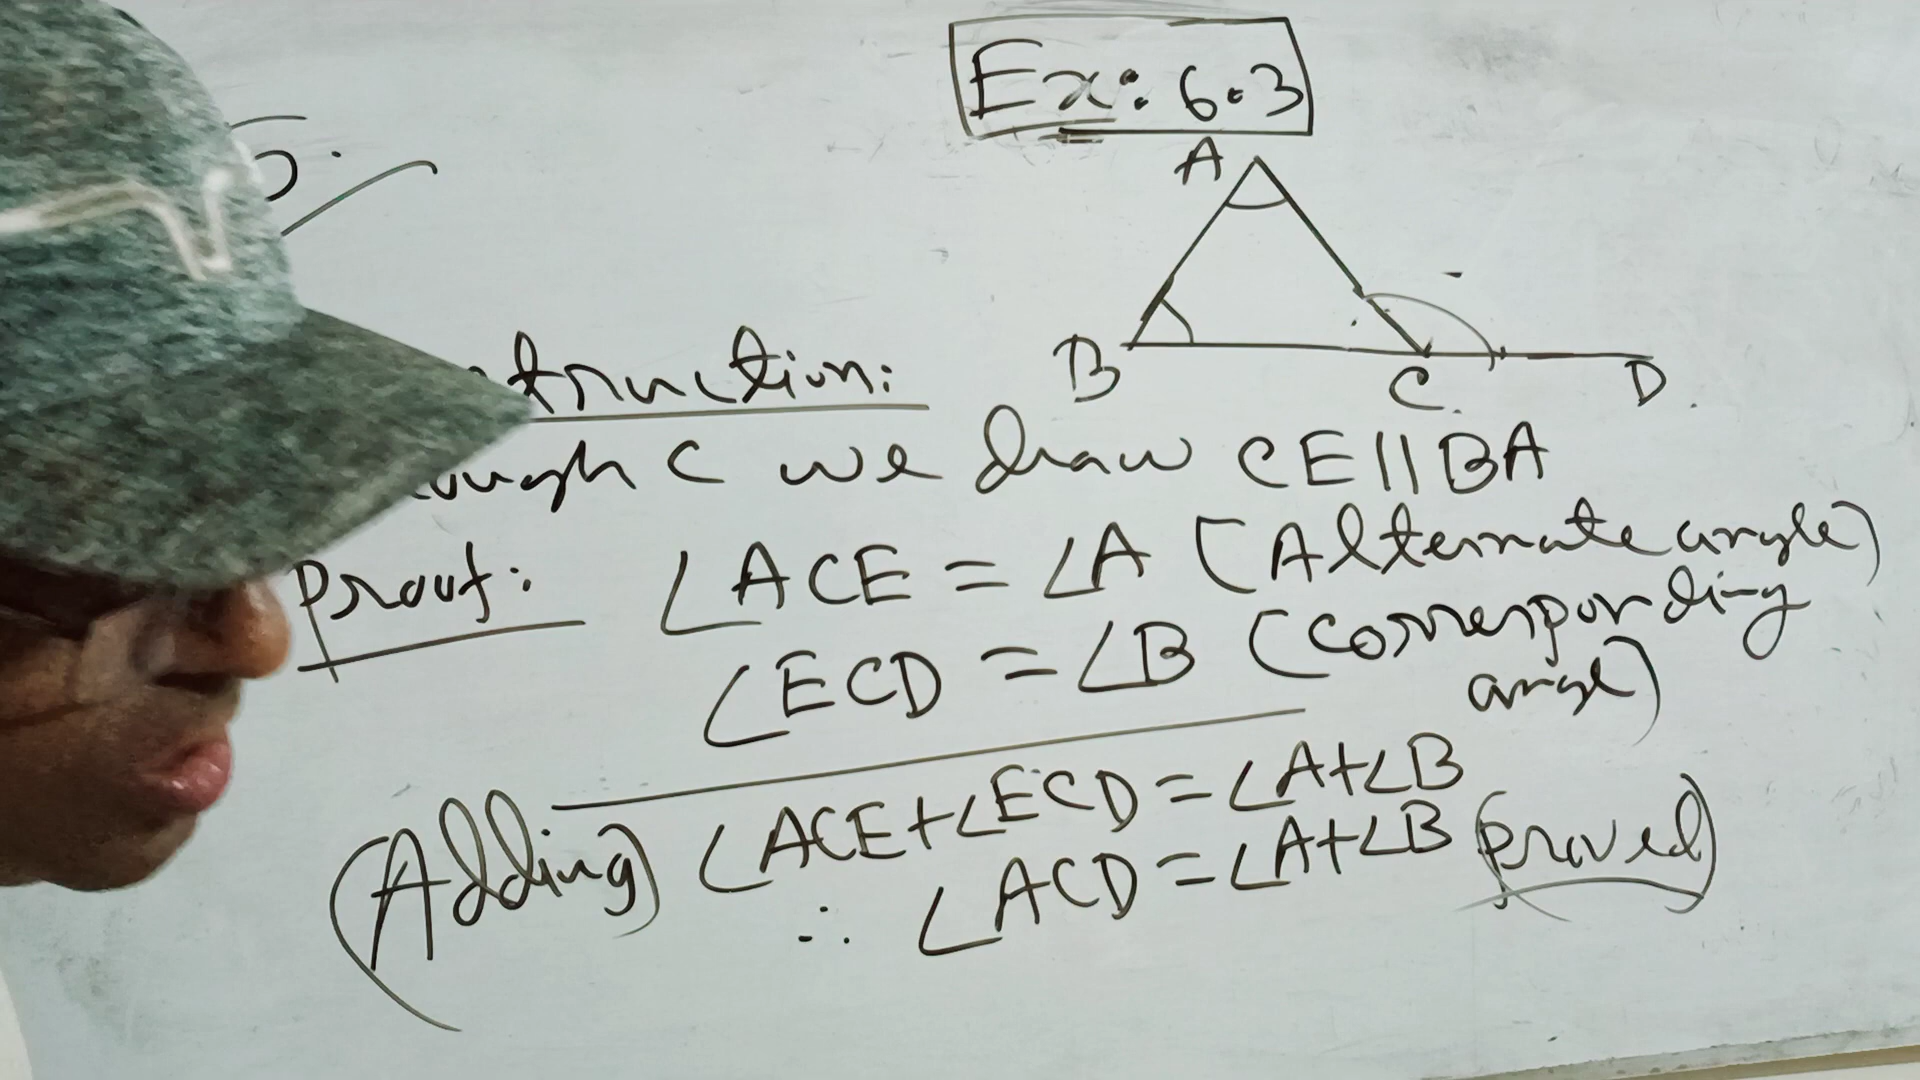 Ex: 6.3
A
B C D
we draw CE||BA
Proof: ∠ACE = ∠A (Alternate angle)
∠ECD = ∠B (corresponding
angle)
(Adding) ∠ACE+∠ECD = ∠A+∠B
∴ ∠ACD = ∠A+∠B (proved)